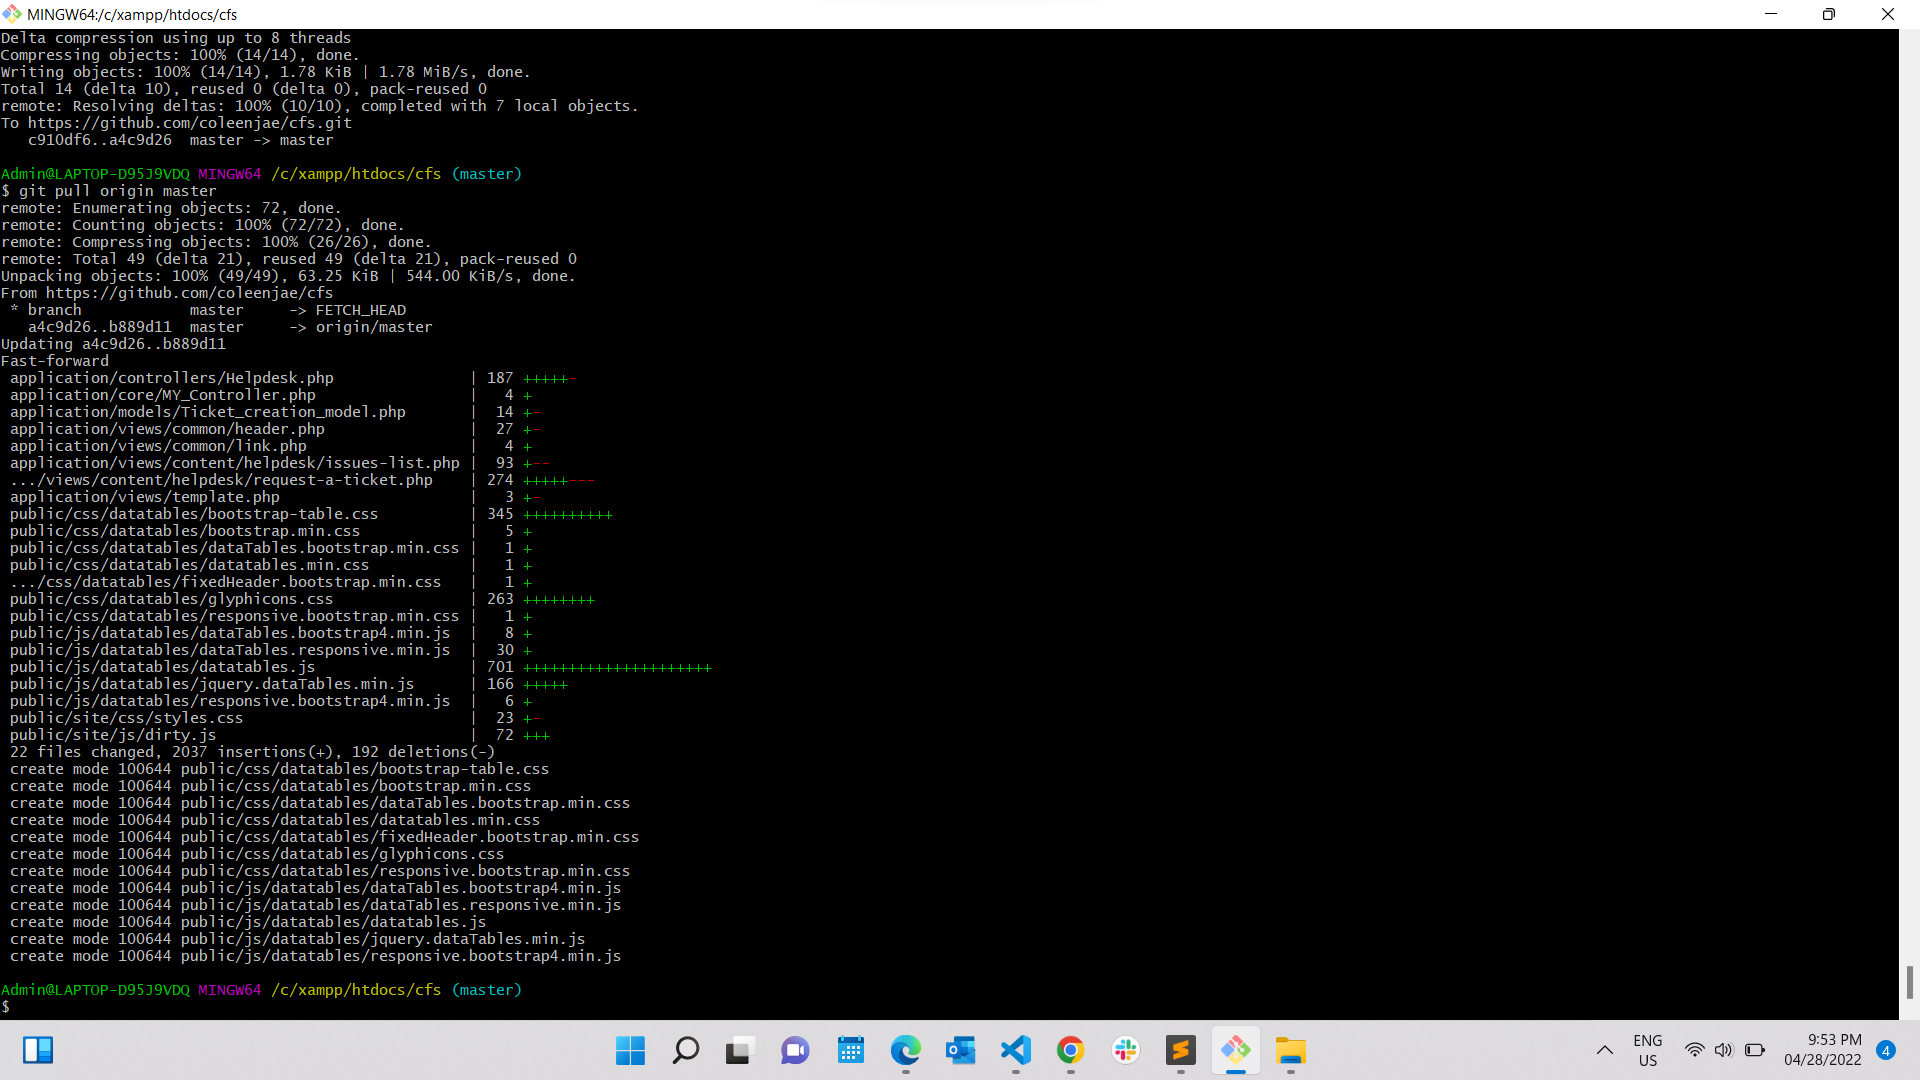 MINGW64:/c/xampp/htdocs/cfs
Delta compression using up to 8 threads
Compressing objects: 100% (14/14), done.
Writing objects: 100% (14/14), 1.78 KiB | 1.78 MiB/s, done.
Total 14 (delta 10), reused 0 (delta 0), pack-reused 0
remote: Resolving deltas: 100% (10/10), completed with 7 local objects.
To https://github.com/coleenjae/cfs.git
   c910df6..a4c9d26  master -> master
Admin@LAPTOP-D95J9VDQ MINGW64 /c/xampp/htdocs/cfs (master)
$ git pull origin master
remote: Enumerating objects: 72, done.
remote: Counting objects: 100% (72/72), done.
remote: Compressing objects: 100% (26/26), done.
remote: Total 49 (delta 21), reused 49 (delta 21), pack-reused 0
Unpacking objects: 100% (49/49), 63.25 KiB | 544.00 KiB/s, done.
From https://github.com/coleenjae/cfs
 * branch            master     -> FETCH_HEAD
   a4c9d26..b889d11  master     -> origin/master
Updating a4c9d26..b889d11
Fast-forward
 application/controllers/Helpdesk.php               | 187 +++++-
 application/core/MY_Controller.php                 |   4 +
 application/models/Ticket_creation_model.php       |  14 +-
 application/views/common/header.php                |  27 +-
 application/views/common/link.php                  |   4 +
 application/views/content/helpdesk/issues-list.php |  93 +--
 .../views/content/helpdesk/request-a-ticket.php    | 274 +++++---
 application/views/template.php                     |   3 +-
 public/css/datatables/bootstrap-table.css          | 345 ++++++++++
 public/css/datatables/bootstrap.min.css            |   5 +
 public/css/datatables/dataTables.bootstrap.min.css |   1 +
 public/css/datatables/datatables.min.css           |   1 +
 .../css/datatables/fixedHeader.bootstrap.min.css   |   1 +
 public/css/datatables/glyphicons.css               | 263 ++++++++
 public/css/datatables/responsive.bootstrap.min.css |   1 +
 public/js/datatables/dataTables.bootstrap4.min.js  |   8 +
 public/js/datatables/dataTables.responsive.min.js  |  30 +
 public/js/datatables/datatables.js                 | 701 +++++++++++++++++++++
 public/js/datatables/jquery.dataTables.min.js      | 166 +++++
 public/js/datatables/responsive.bootstrap4.min.js  |   6 +
 public/site/css/styles.css                         |  23 +-
 public/site/js/dirty.js                            |  72 +++
 22 files changed, 2037 insertions(+), 192 deletions(-)
 create mode 100644 public/css/datatables/bootstrap-table.css
 create mode 100644 public/css/datatables/bootstrap.min.css
 create mode 100644 public/css/datatables/dataTables.bootstrap.min.css
 create mode 100644 public/css/datatables/datatables.min.css
 create mode 100644 public/css/datatables/fixedHeader.bootstrap.min.css
 create mode 100644 public/css/datatables/glyphicons.css
 create mode 100644 public/css/datatables/responsive.bootstrap.min.css
 create mode 100644 public/js/datatables/dataTables.bootstrap4.min.js
 create mode 100644 public/js/datatables/dataTables.responsive.min.js
 create mode 100644 public/js/datatables/datatables.js
 create mode 100644 public/js/datatables/jquery.dataTables.min.js
 create mode 100644 public/js/datatables/responsive.bootstrap4.min.js
Admin@LAPTOP-D95J9VDQ MINGW64 /c/xampp/htdocs/cfs (master)
$
ENG
US
9:53 PM
04/28/2022
4